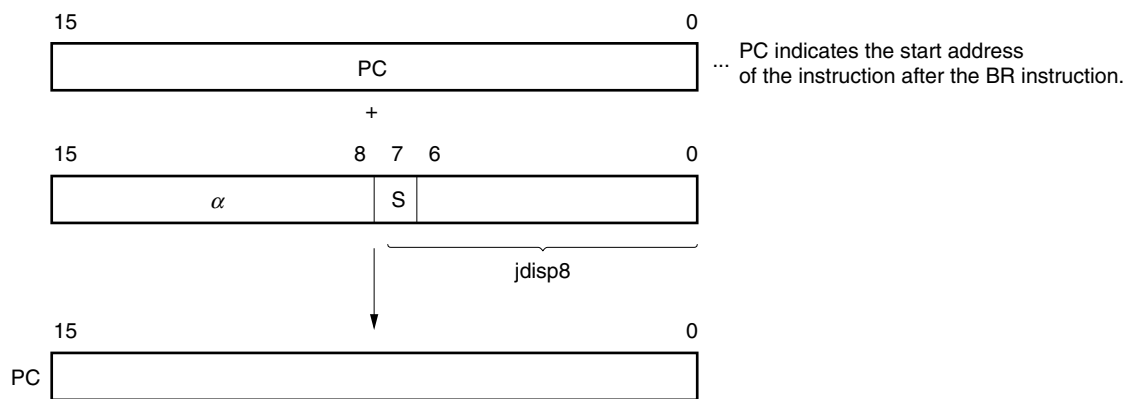 15 0
PC
... PC indicates the start address
of the instruction after the BR instruction.
+
15 8 7 6 0
α S
jdisp8
15 0
PC